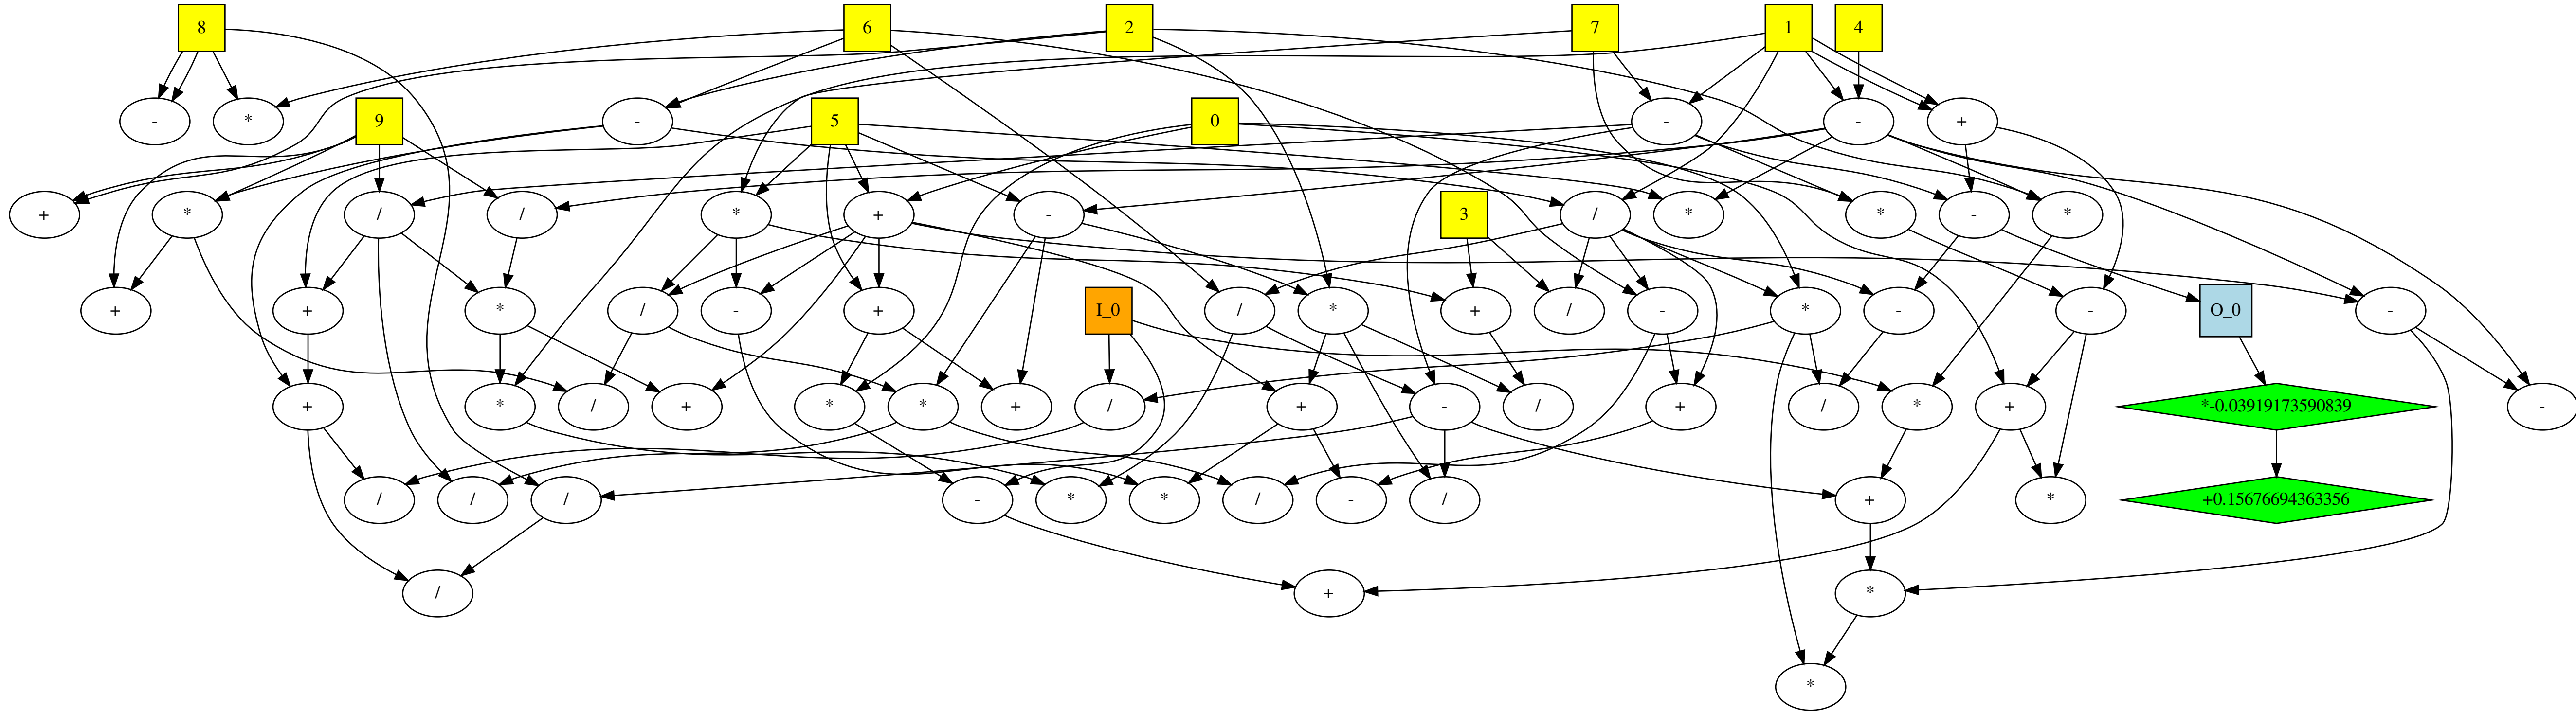 8 6 2 7 1 4
- * 9 - 5 0 - - +
+ * / / * + - 3 / * * - *
+ + * / - + I_0 / * + / - * - - O_0 -
+ * / + * * + / + - / + / * + *-0.03919173590839 -
/ / / - * * / - / + * +0.15676694363356
/ + *
*